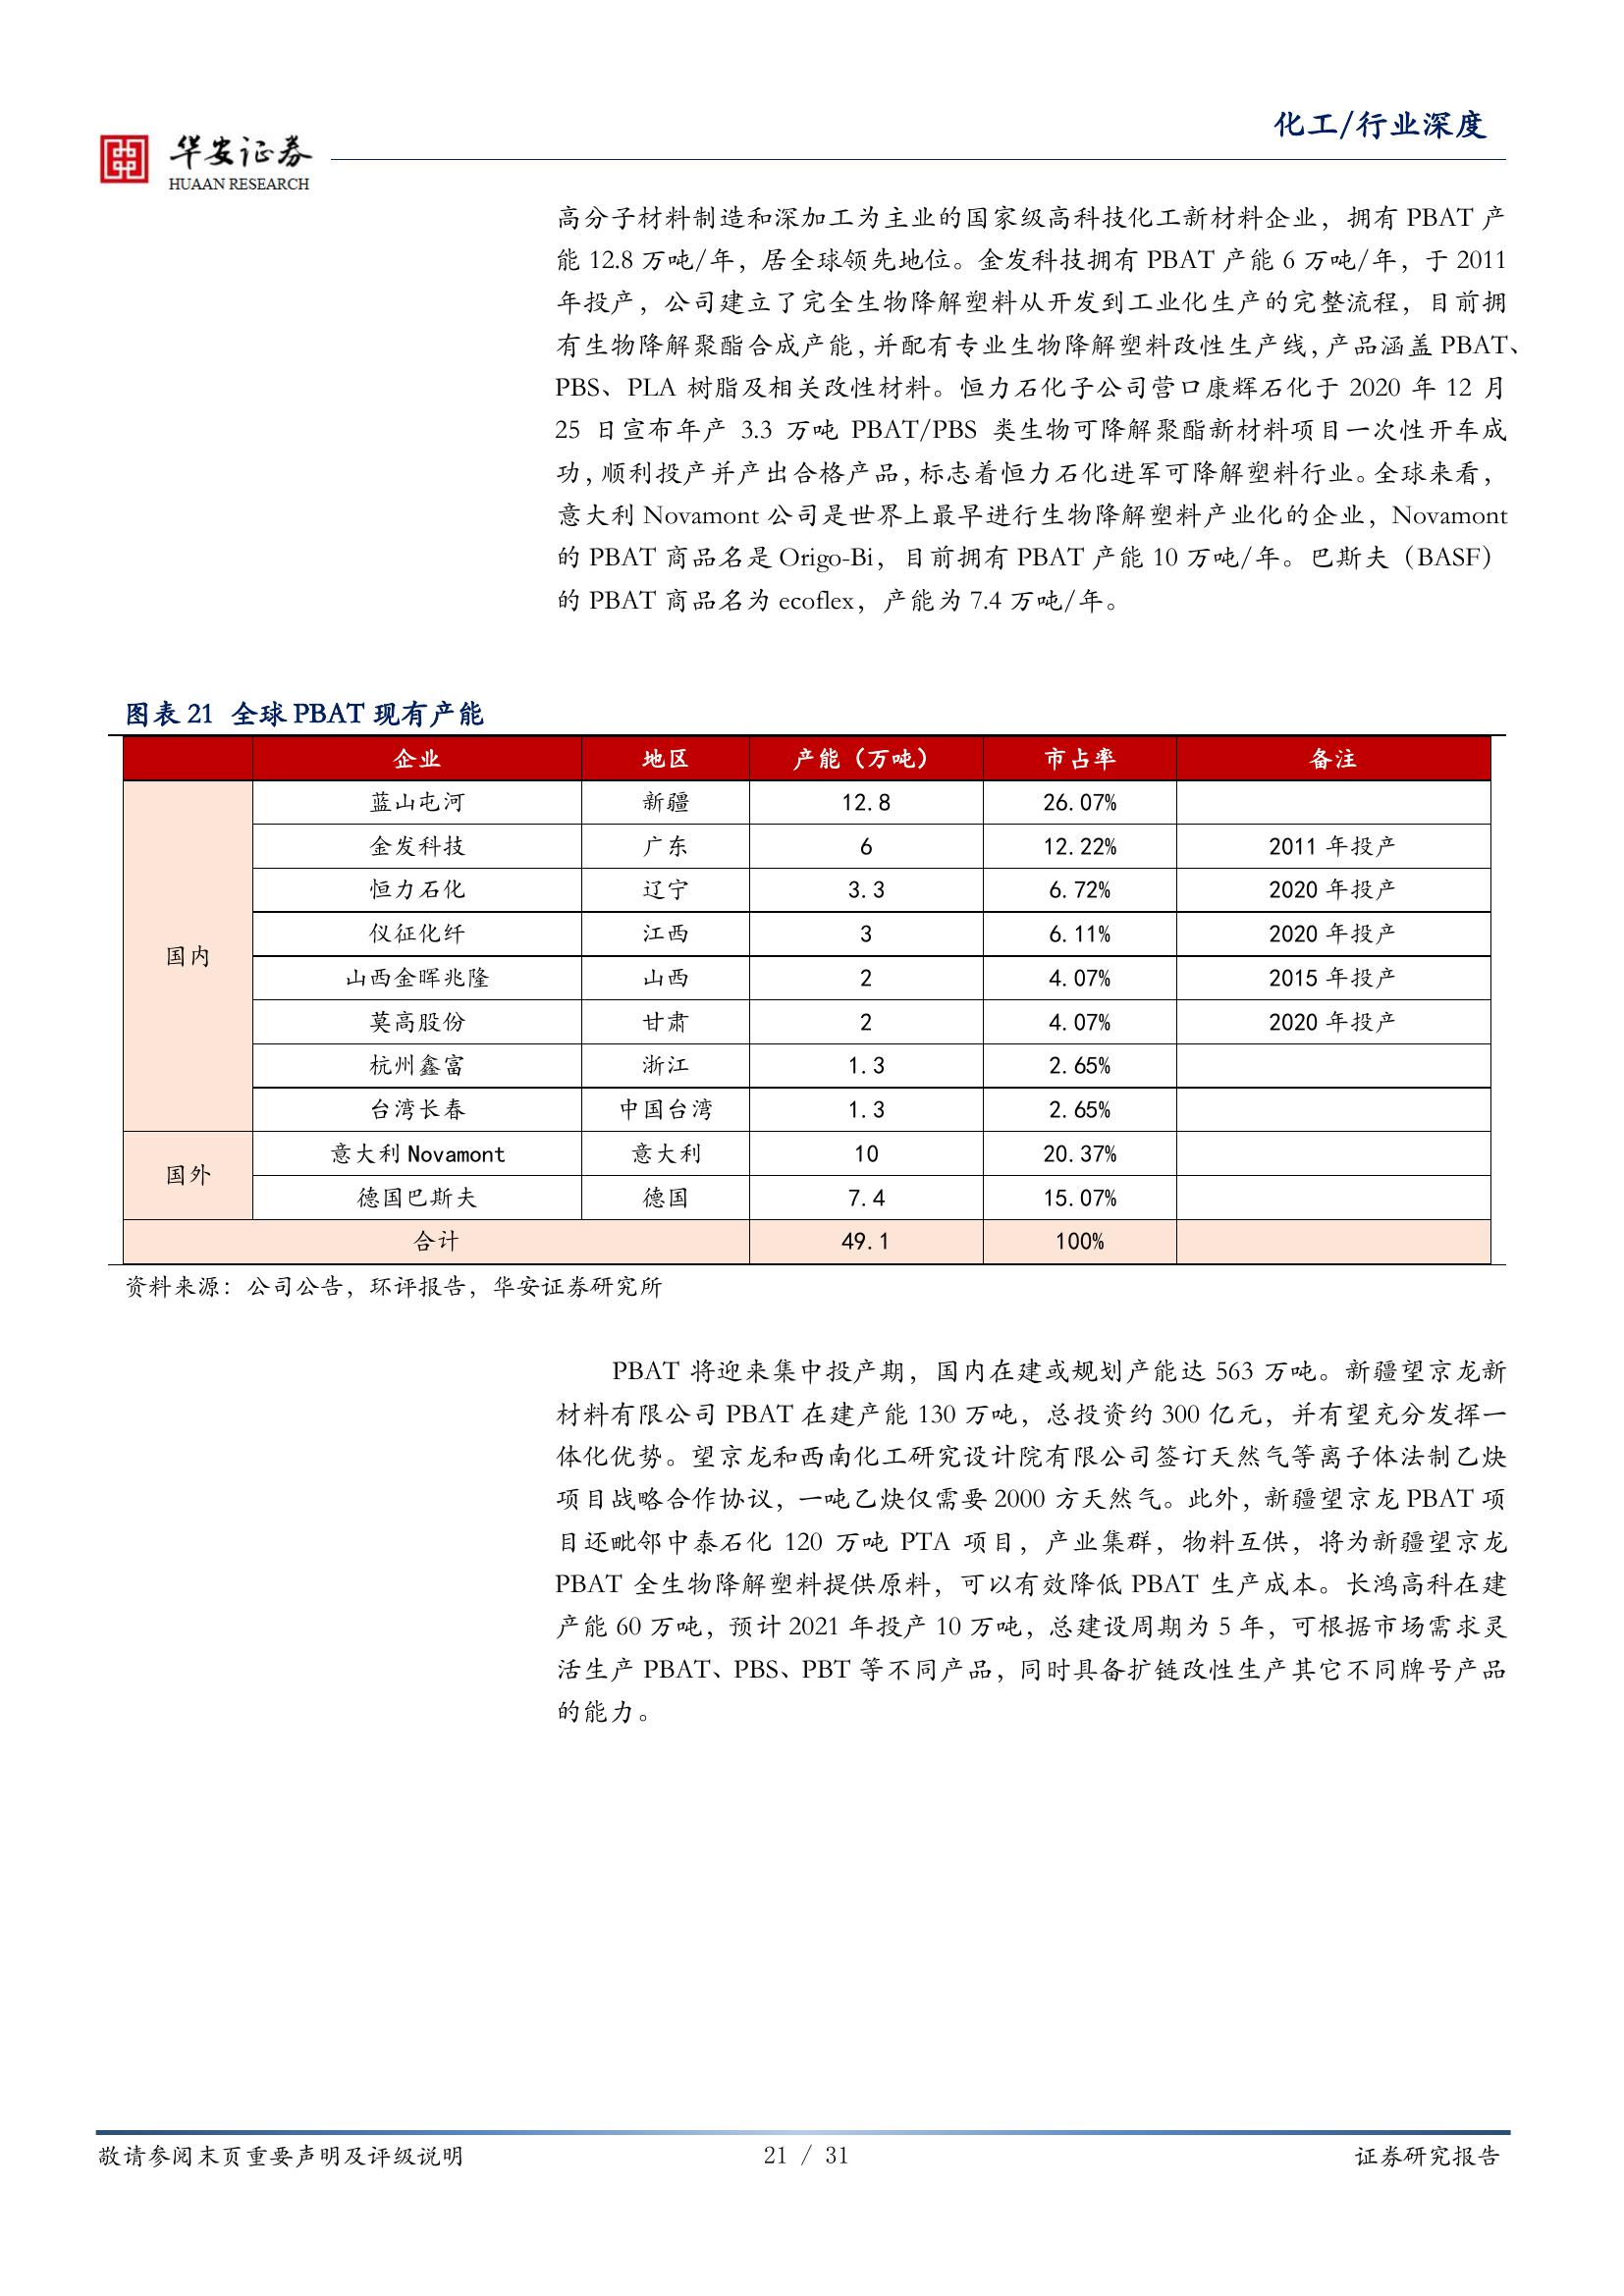 化工/行业深度
华安证券
HUAAN RESEARCH
高分子材料制造和深加工为主业的国家级高科技化工新材料企业，拥有 PBAT 产
能 12.8 万吨/年，居全球领先地位。金发科技拥有 PBAT 产能 6 万吨/年，于 2011
年投产，公司建立了完全生物降解塑料从开发到工业化生产的完整流程，目前拥
有生物降解聚酯合成产能，并配有专业生物降解塑料改性生产线，产品涵盖 PBAT、
PBS、PLA 树脂及相关改性材料。恒力石化子公司营口康辉石化于 2020 年 12 月
25 日宣布年产 3.3 万吨 PBAT/PBS 类生物可降解聚酯新材料项目一次性开车成
功，顺利投产并产出合格产品，标志着恒力石化进军可降解塑料行业。全球来看，
意大利 Novamont 公司是世界上最早进行生物降解塑料产业化的企业，Novamont
的 PBAT 商品名是 Origo-Bi，目前拥有 PBAT 产能 10 万吨/年。巴斯夫（BASF）
的 PBAT 商品名为 ecoflex，产能为 7.4 万吨/年。
图表 21 全球 PBAT 现有产能
企业 地区 产能（万吨） 市占率 备注
国内
蓝山屯河 新疆 12.8 26.07%
金发科技 广东 6 12.22% 2011 年投产
恒力石化 辽宁 3.3 6.72% 2020 年投产
仪征化纤 江西 3 6.11% 2020 年投产
山西金晖兆隆 山西 2 4.07% 2015 年投产
莫高股份 甘肃 2 4.07% 2020 年投产
杭州鑫富 浙江 1.3 2.65%
台湾长春 中国台湾 1.3 2.65%
国外
意大利 Novamont 意大利 10 20.37%
德国巴斯夫 德国 7.4 15.07%
合计 49.1 100%
资料来源：公司公告，环评报告，华安证券研究所
PBAT 将迎来集中投产期，国内在建或规划产能达 563 万吨。新疆望京龙新
材料有限公司 PBAT 在建产能 130 万吨，总投资约 300 亿元，并有望充分发挥一
体化优势。望京龙和西南化工研究设计院有限公司签订天然气等离子体法制乙炔
项目战略合作协议，一吨乙炔仅需要 2000 方天然气。此外，新疆望京龙 PBAT 项
目还毗邻中泰石化 120 万吨 PTA 项目，产业集群，物料互供，将为新疆望京龙
PBAT 全生物降解塑料提供原料，可以有效降低 PBAT 生产成本。长鸿高科在建
产能 60 万吨，预计 2021 年投产 10 万吨，总建设周期为 5 年，可根据市场需求灵
活生产 PBAT、PBS、PBT 等不同产品，同时具备扩链改性生产其它不同牌号产品
的能力。
敬请参阅末页重要声明及评级说明 21 / 31 证券研究报告